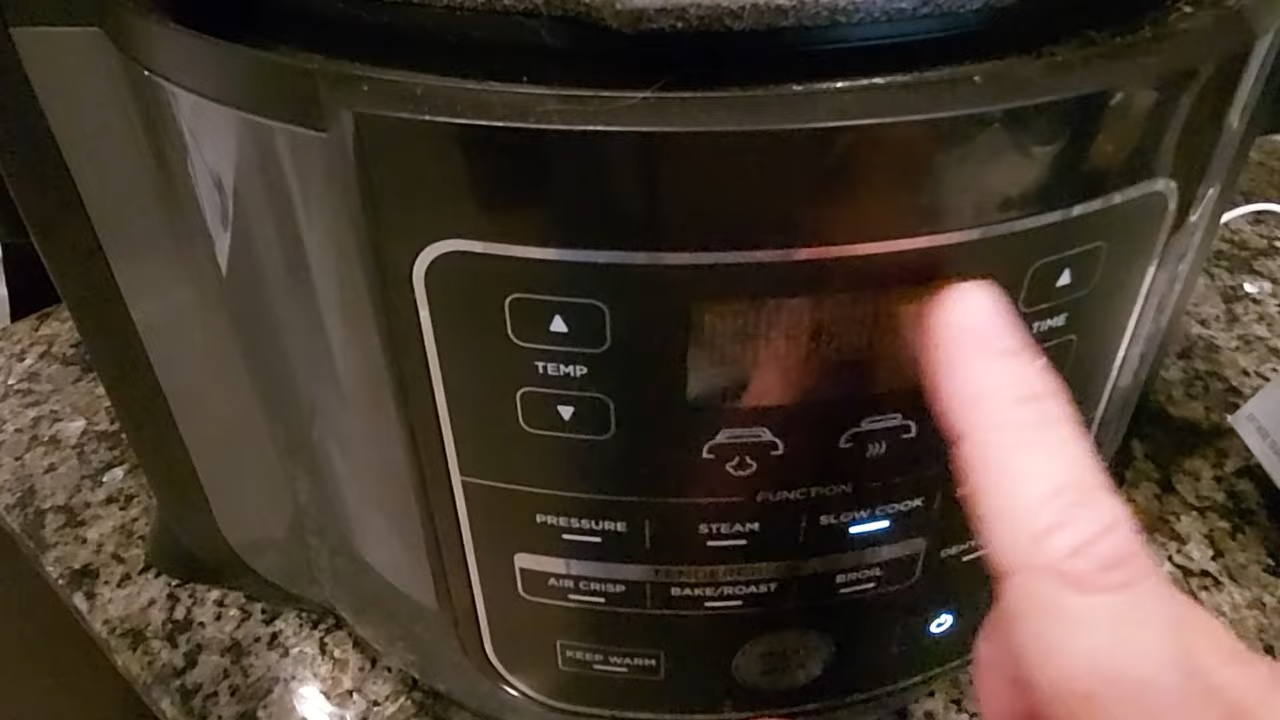 TEMP
TIME
FUNCTION
PRESSURE
STEAM
SLOW COOK
AIR CRISP
BAKE/ROAST
BROIL
KEEP WARM